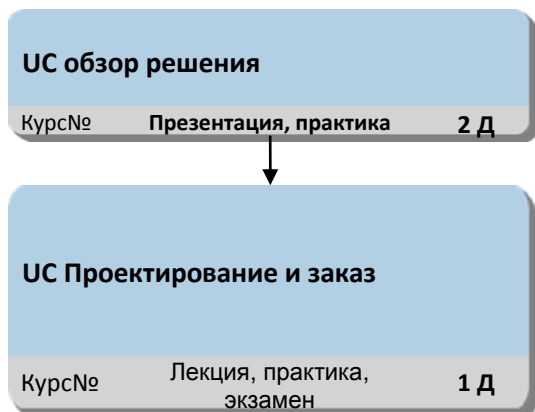 UC обзор решения
Курс№ Презентация, практика 2 Д
UC Проектирование и заказ
Курс№ Лекция, практика, экзамен 1 Д